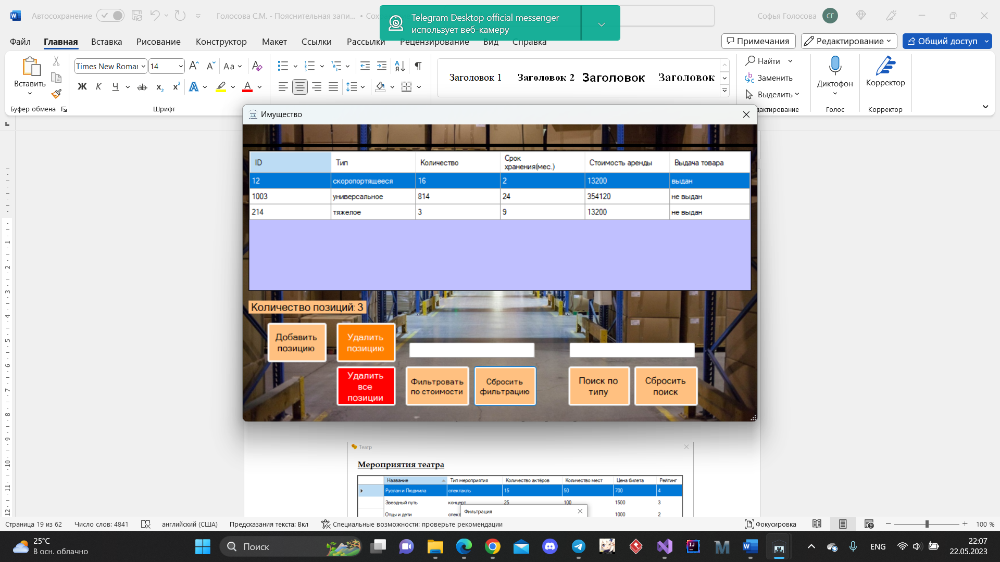 Автосохранение
Голосова С.М. - Пояснительная запи... • Сох
Telegram Desktop official messenger
использует веб-камеру
Софья Голосова
СГ
Файл Главная Вставка Рисование Конструктор Макет Ссылки Рассылки Рецензирование Вид Справка
Примечания Редактирование Общий доступ
Вставить
Буфер обмена
Times New Roman 14
Aa
Ж К Ч ab x₂ x² A A
Шрифт
Заголовок 1 Заголовок 2 Заголовок Заголовок
Найти
Заменить
Выделить
дактирование
Диктофон
Голос
Корректор
Корректор
Имущество
ID Тип Количество Срок хранения(мес.) Стоимость аренды Выдача товара
12 скоропортящееся 16 2 13200 выдан
1003 универсальное 814 24 354120 не выдан
214 тяжелое 3 9 13200 не выдан
Количество позиций: 3
Добавить позицию
Удалить позицию
Удалить все позиции
Фильтровать по стоимости
Сбросить фильтрацию
Поиск по типу
Сбросить поиск
Театр
Мероприятия театра
Название Тип мероприятия Количество актёров Количество мест Цена билета Рейтинг
Руслан и Людмила спектакль 15 50 700 4
Звездный путь концерт 25 100 1500 3
Отцы и дети спект 1000 2
Фильтрация
Страница 19 из 62 Число слов: 4841 английский (США) Предсказания текста: Вкл Специальные возможности: проверьте рекомендации Фокусировка 100 %
25°C
В осн. облачно
Поиск
ENG
22:07
22.05.2023